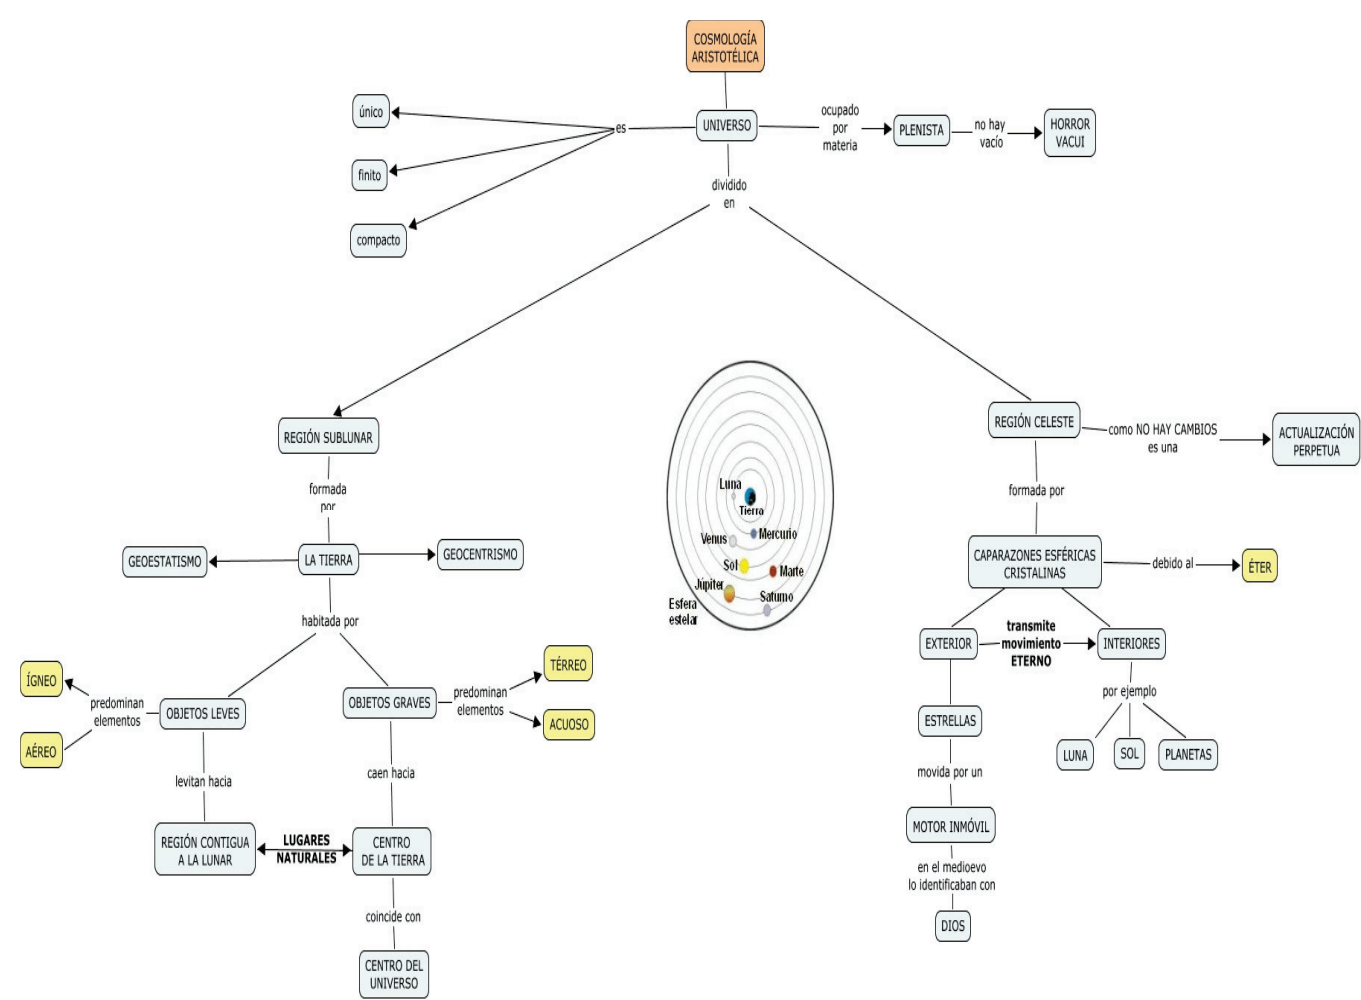 COSMOLOGÍA
ARISTOTÉLICA
único
es
UNIVERSO
ocupado
por
materia
PLENISTA
no hay
vacío
HORROR
VACUI
finito
compacto
dividido
en
REGIÓN SUBLUNAR
REGIÓN CELESTE
como NO HAY CAMBIOS
es una
ACTUALIZACIÓN
PERPETUA
formada
por
formada por
Luna
Tierra
Venus
Mercurio
Sol
Marte
Júpiter
Saturno
Esfera
estelar
GEOESTATISMO
LA TIERRA
GEOCENTRISMO
CAPARAZONES ESFÉRICAS
CRISTALINAS
debido al
ÉTER
habitada por
EXTERIOR
transmite
movimiento
ETERNO
INTERIORES
ÍGNEO
AÉREO
predominan
elementos
OBJETOS LEVES
OBJETOS GRAVES
predominan
elementos
TÉRREO
ACUOSO
ESTRELLAS
por ejemplo
LUNA
SOL
PLANETAS
levitan hacia
caen hacia
movida por un
REGIÓN CONTIGUA
A LA LUNAR
LUGARES
NATURALES
CENTRO
DE LA TIERRA
MOTOR INMÓVIL
en el medioevo
lo identificaban con
DIOS
coincide con
CENTRO DEL
UNIVERSO